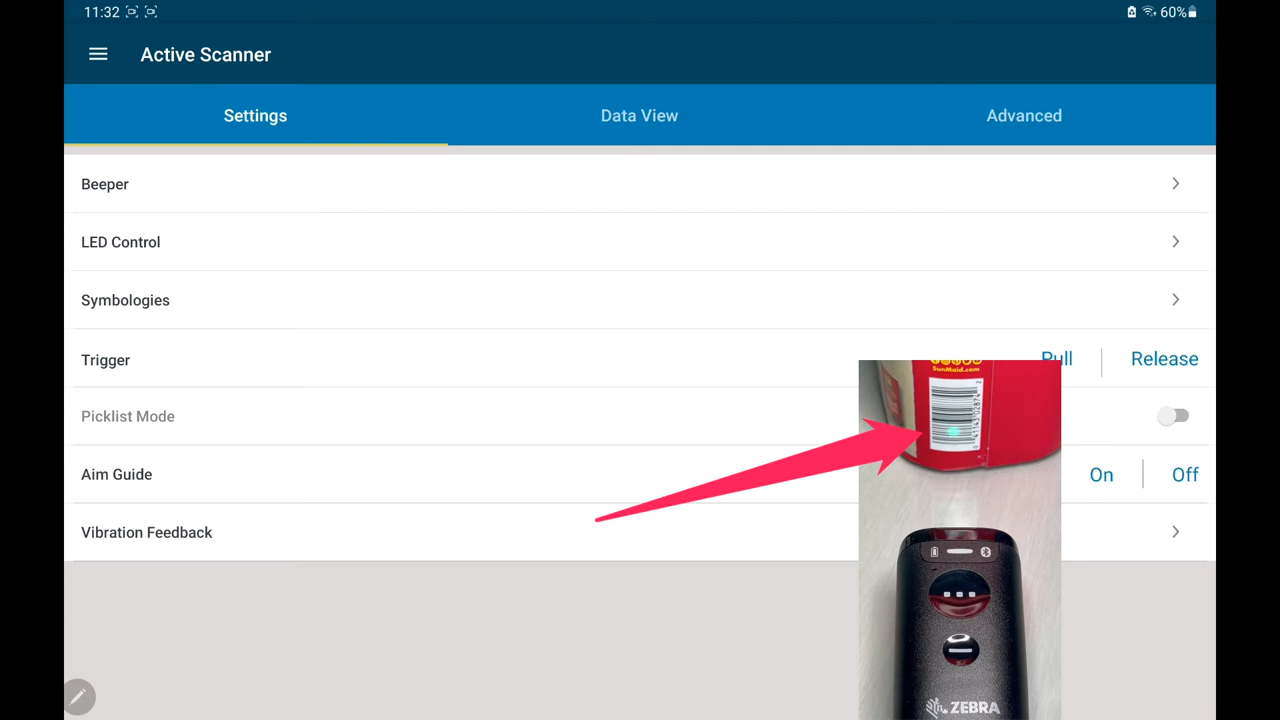 11:32 60%
Active Scanner
Settings Data View Advanced
Beeper
LED Control
Symbologies
Trigger Pull Release
SunMaid.com
Picklist Mode
Aim Guide On Off
Vibration Feedback
ZEBRA